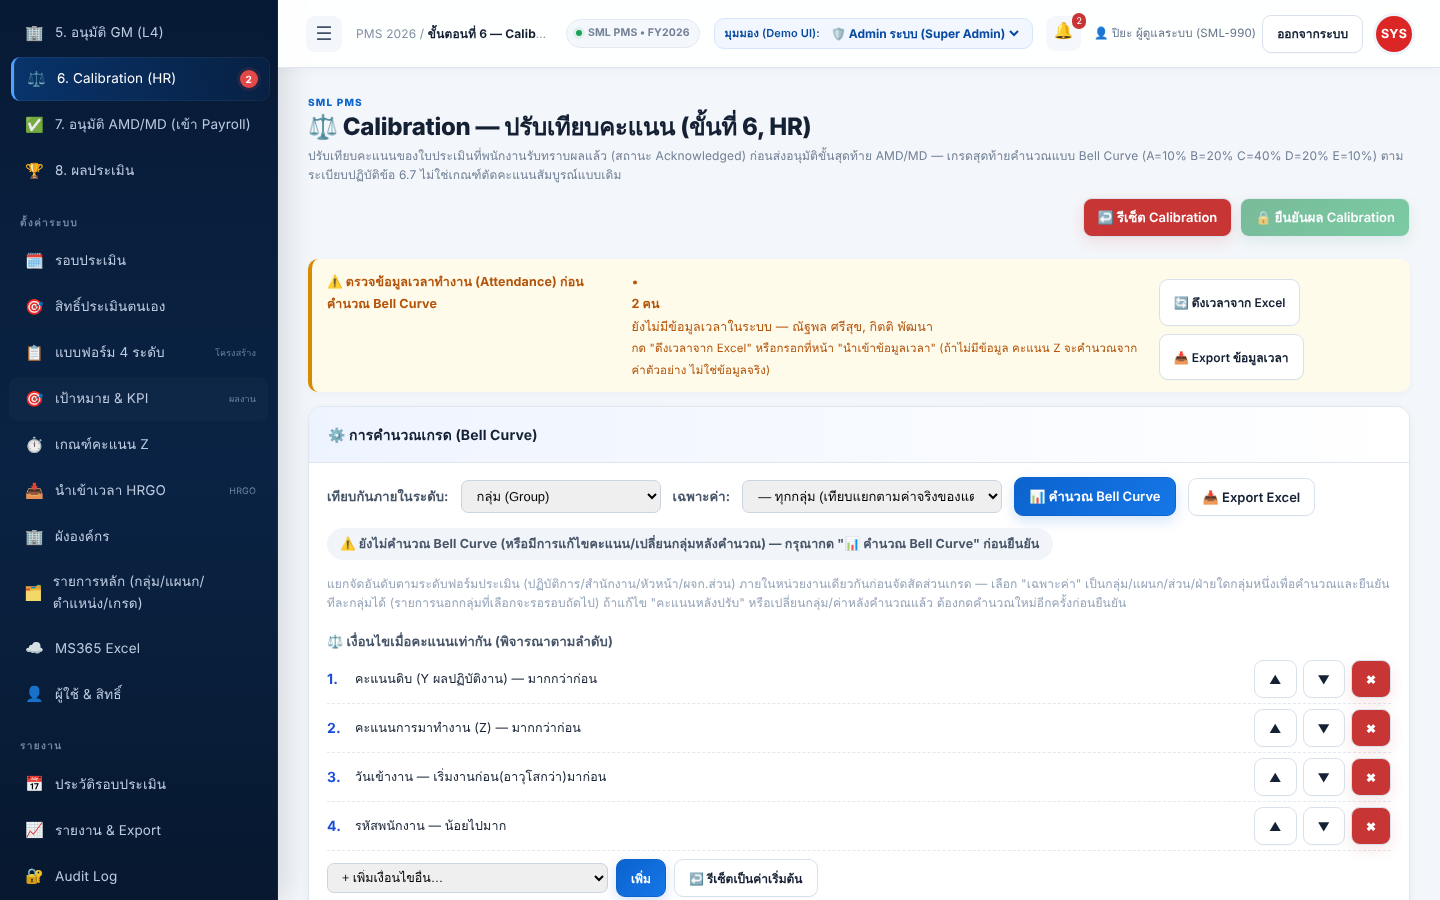 5. อนุมัติ GM (L4)
6. Calibration (HR)
2
7. อนุมัติ AMD/MD (เข้า Payroll)
8. ผลประเมิน
ตั้งค่าระบบ
รอบประเมิน
สิทธิ์ประเมินตนเอง
แบบฟอร์ม 4 ระดับ
โครงสร้าง
เป้าหมาย & KPI
ผลงาน
เกณฑ์คะแนน Z
นำเข้าเวลา HRGO
HRGO
ผังองค์กร
รายการหลัก (กลุ่ม/แผนก/
ตำแหน่ง/เกรด)
MS365 Excel
ผู้ใช้ & สิทธิ์
รายงาน
ประวัติรอบประเมิน
รายงาน & Export
Audit Log
PMS 2026 / ขั้นตอนที่ 6 — Calib...
SML PMS • FY2026
มุมมอง (Demo UI):
Admin ระบบ (Super Admin)
2
ปิยะ ผู้ดูแลระบบ (SML-990)
ออกจากระบบ
SYS
SML PMS
Calibration — ปรับเทียบคะแนน (ขั้นที่ 6, HR)
ปรับเทียบคะแนนของใบประเมินที่พนักงานรับทราบผลแล้ว (สถานะ Acknowledged) ก่อนส่งอนุมัติขั้นสุดท้าย AMD/MD — เกรดสุดท้ายคำนวณแบบ Bell Curve (A=10% B=20% C=40% D=20% E=10%) ตาม
ระเบียบปฏิบัติข้อ 6.7 ไม่ใช่เกณฑ์ตัดคะแนนสัมบูรณ์แบบเดิม
รีเซ็ต Calibration
ยืนยันผล Calibration
ตรวจข้อมูลเวลาทำงาน (Attendance) ก่อน
คำนวณ Bell Curve
•
2 คน
ยังไม่มีข้อมูลเวลาในระบบ — ณัฐพล ศรีสุข, กิตติ พัฒนา
กด "ดึงเวลาจาก Excel" หรือกรอกที่หน้า "นำเข้าข้อมูลเวลา" (ถ้าไม่มีข้อมูล คะแนน Z จะคำนวณจาก
ค่าตัวอย่าง ไม่ใช่ข้อมูลจริง)
ดึงเวลาจาก Excel
Export ข้อมูลเวลา
การคำนวณเกรด (Bell Curve)
เทียบกันภายในระดับ:
กลุ่ม (Group)
เฉพาะค่า:
— ทุกกลุ่ม (เทียบแยกตามค่าจริงของแต
คำนวณ Bell Curve
Export Excel
ยังไม่คำนวณ Bell Curve (หรือมีการแก้ไขคะแนน/เปลี่ยนกลุ่มหลังคำนวณ) — กรุณากด "📊 คำนวณ Bell Curve" ก่อนยืนยัน
แยกจัดอันดับตามระดับฟอร์มประเมิน (ปฏิบัติการ/สำนักงาน/หัวหน้า/ผจก.ส่วน) ภายในหน่วยงานเดียวกันก่อนจัดสัดส่วนเกรด — เลือก "เฉพาะค่า" เป็นกลุ่ม/แผนก/ส่วน/ฝ่ายใดกลุ่มหนึ่งเพื่อคำนวณและยืนยัน
ทีละกลุ่มได้ (รายการนอกกลุ่มที่เลือกจะรอรอบถัดไป) ถ้าแก้ไข "คะแนนหลังปรับ" หรือเปลี่ยนกลุ่ม/ค่าหลังคำนวณแล้ว ต้องกดคำนวณใหม่อีกครั้งก่อนยืนยัน
เงื่อนไขเมื่อคะแนนเท่ากัน (พิจารณาตามลำดับ)
1. คะแนนดิบ (Y ผลปฏิบัติงาน) — มากกว่าก่อน
2. คะแนนการมาทำงาน (Z) — มากกว่าก่อน
3. วันเข้างาน — เริ่มงานก่อน(อาวุโสกว่า)มาก่อน
4. รหัสพนักงาน — น้อยไปมาก
+ เพิ่มเงื่อนไขอื่น...
เพิ่ม
รีเซ็ตเป็นค่าเริ่มต้น